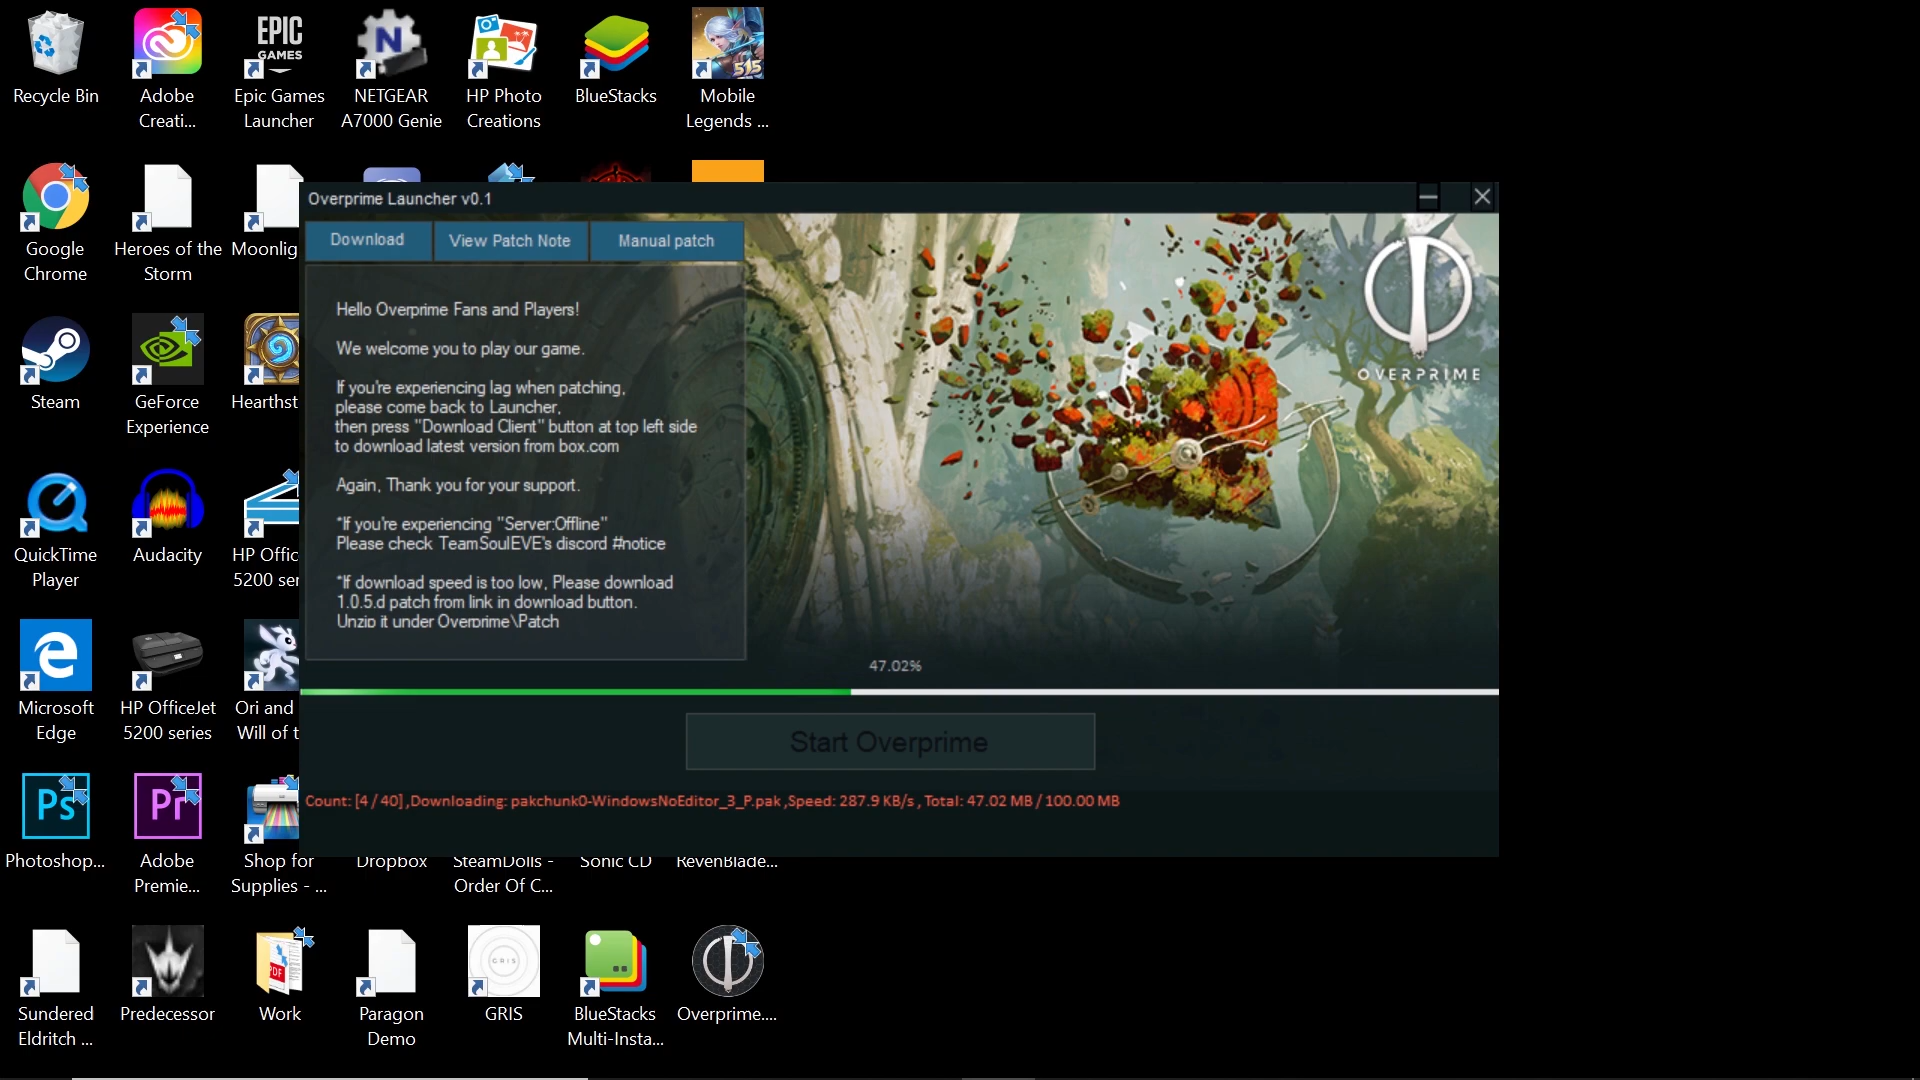 Recycle Bin
Adobe
Creati...
EPIC
GAMES
Epic Games
Launcher
N
NETGEAR
A7000 Genie
HP Photo
Creations
BlueStacks
515
Mobile
Legends ...
Google
Chrome
Heroes of the
Storm
Moonlig
Steam
GeForce
Experience
Hearthst
QuickTime
Player
Audacity
HP Offic
5200 ser
Microsoft
Edge
HP OfficeJet
5200 series
Ori and
Will of t
Ps
Photoshop...
Pr
Adobe
Premie...
Shop for
Supplies - ...
Dropbox
SteamDolls -
Order Of C...
Sonic CD
RevenBlade...
Sundered
Eldritch ...
Predecessor
PDF
Work
Paragon
Demo
GRIS
GRIS
BlueStacks
Multi-Insta...
Overprime....
Overprime Launcher v0.1
Download
View Patch Note
Manual patch
Hello Overprime Fans and Players!
We welcome you to play our game.
If you're experiencing lag when patching,
please come back to Launcher,
then press "Download Client" button at top left side
to download latest version from box.com
Again, Thank you for your support.
*If you're experiencing "Server:Offline"
Please check TeamSoulEVE's discord #notice
*If download speed is too low, Please download
1.0.5.d patch from link in download button.
Unzip it under Overprime\Patch
OVERPRIME
47.02%
Start Overprime
Count: [4 / 40] ,Downloading: pakchunk0-WindowsNoEditor_3_P.pak ,Speed: 287.9 KB/s , Total: 47.02 MB / 100.00 MB